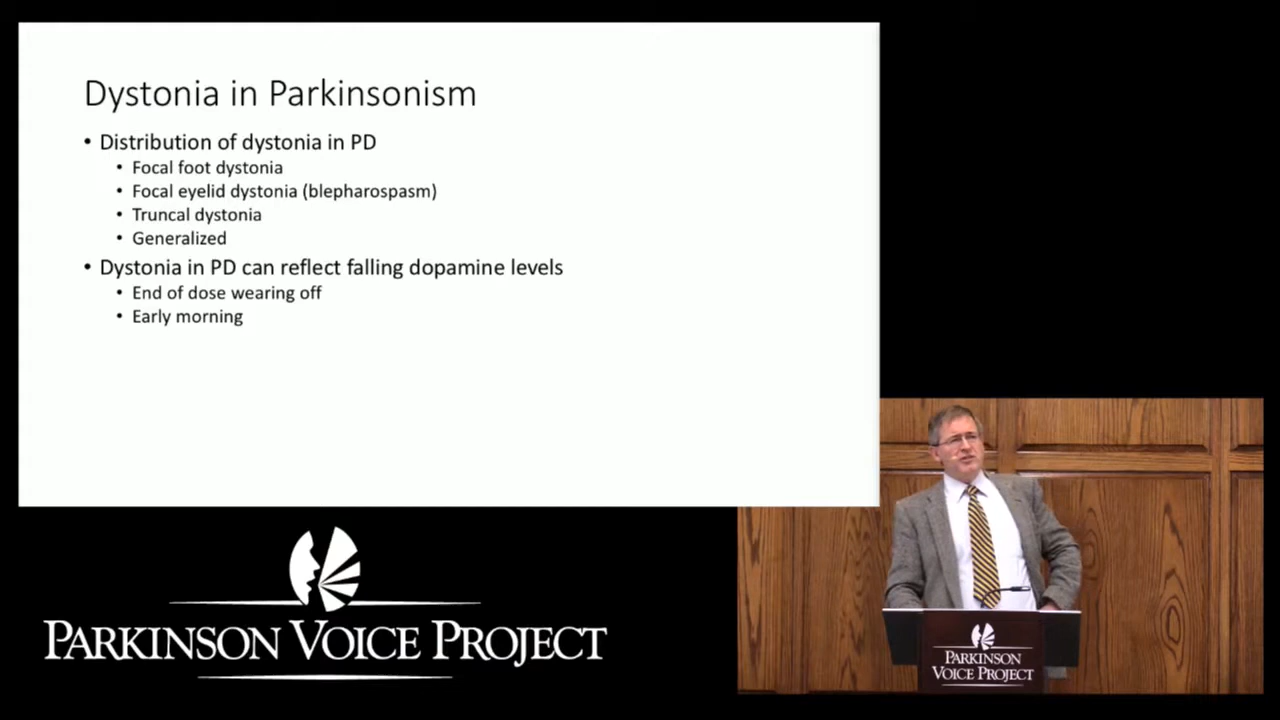 Dystonia in Parkinsonism
• Distribution of dystonia in PD
• Focal foot dystonia
• Focal eyelid dystonia (blepharospasm)
• Truncal dystonia
• Generalized
• Dystonia in PD can reflect falling dopamine levels
• End of dose wearing off
• Early morning
PARKINSON VOICE PROJECT
PARKINSON
VOICE PROJECT